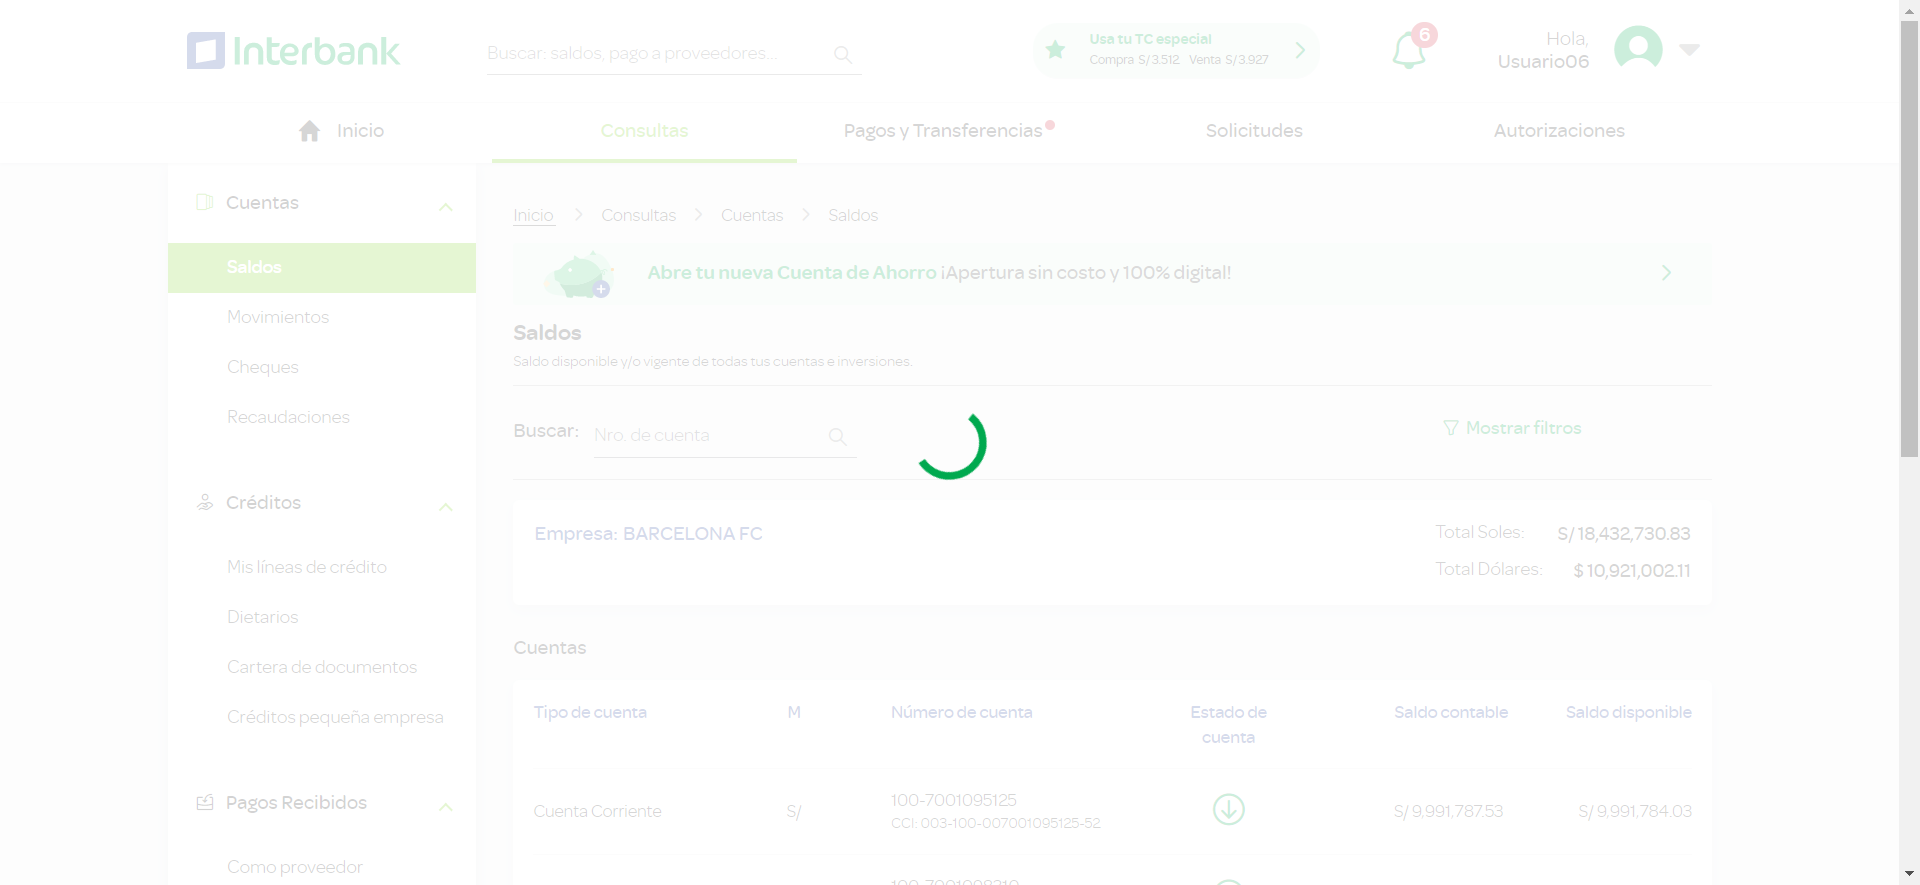 Interbank
Buscar: saldos, pago a proveedores...
Usa tu TC especial
Compra S/3.512 Venta S/3.927
6
Hola,
Usuario06
Inicio
Consultas
Pagos y Transferencias
Solicitudes
Autorizaciones
Cuentas
Saldos
Movimientos
Cheques
Recaudaciones
Créditos
Mis líneas de crédito
Dietarios
Cartera de documentos
Créditos pequeña empresa
Pagos Recibidos
Como proveedor
Inicio > Consultas > Cuentas > Saldos
Abre tu nueva Cuenta de Ahorro ¡Apertura sin costo y 100% digital!
Saldos
Saldo disponible y/o vigente de todas tus cuentas e inversiones.
Buscar: Nro. de cuenta
Mostrar filtros
Empresa: BARCELONA FC
Total Soles: S/ 18,432,730.83
Total Dólares: $ 10,921,002.11
Cuentas
Tipo de cuenta M Número de cuenta Estado de cuenta Saldo contable Saldo disponible
Cuenta Corriente S/ 100-7001095125 S/ 9,991,787.53 S/ 9,991,784.03
CCI: 003-100-007001095125-52